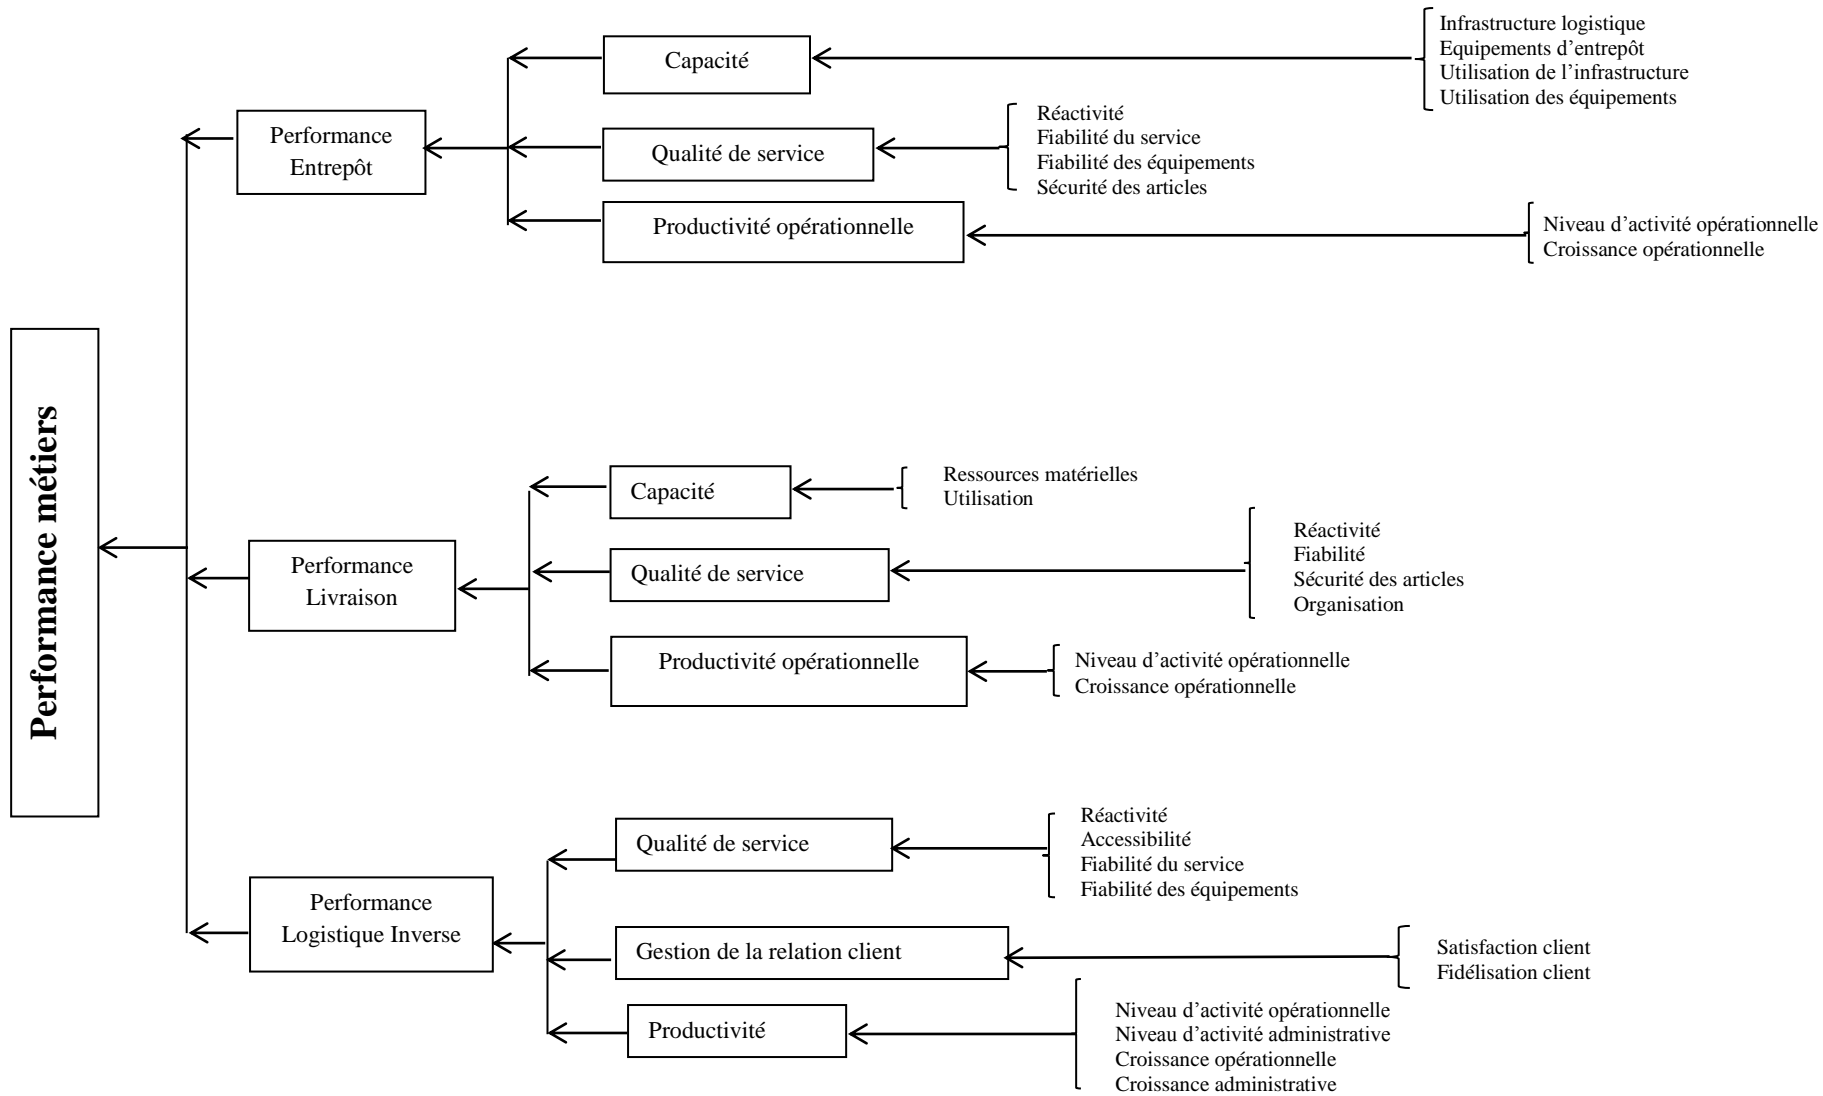 Performance métiers
Performance
Entrepôt
Capacité
Infrastructure logistique
Equipements d’entrepôt
Utilisation de l’infrastructure
Utilisation des équipements
Qualité de service
Réactivité
Fiabilité du service
Fiabilité des équipements
Sécurité des articles
Productivité opérationnelle
Niveau d’activité opérationnelle
Croissance opérationnelle
Performance
Livraison
Capacité
Ressources matérielles
Utilisation
Qualité de service
Réactivité
Fiabilité
Sécurité des articles
Organisation
Productivité opérationnelle
Niveau d’activité opérationnelle
Croissance opérationnelle
Performance
Logistique Inverse
Qualité de service
Réactivité
Accessibilité
Fiabilité du service
Fiabilité des équipements
Gestion de la relation client
Satisfaction client
Fidélisation client
Productivité
Niveau d’activité opérationnelle
Niveau d’activité administrative
Croissance opérationnelle
Croissance administrative